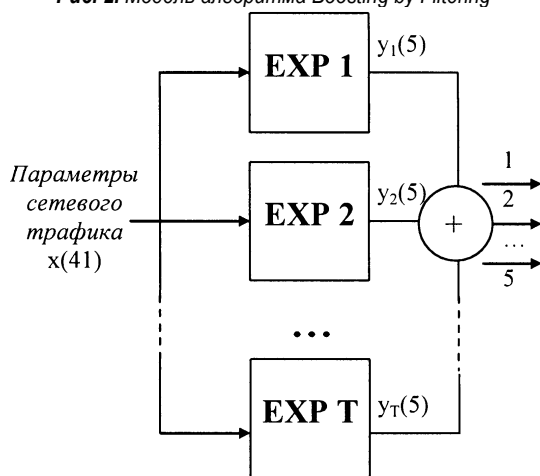 Рис. 2. Модель алгоритма Boosting by Filtering
EXP 1
y₁(5)
Параметры
сетевого
трафика
x(41)
EXP 2
y₂(5)
+
1
2
...
5
...
EXP T
yT(5)